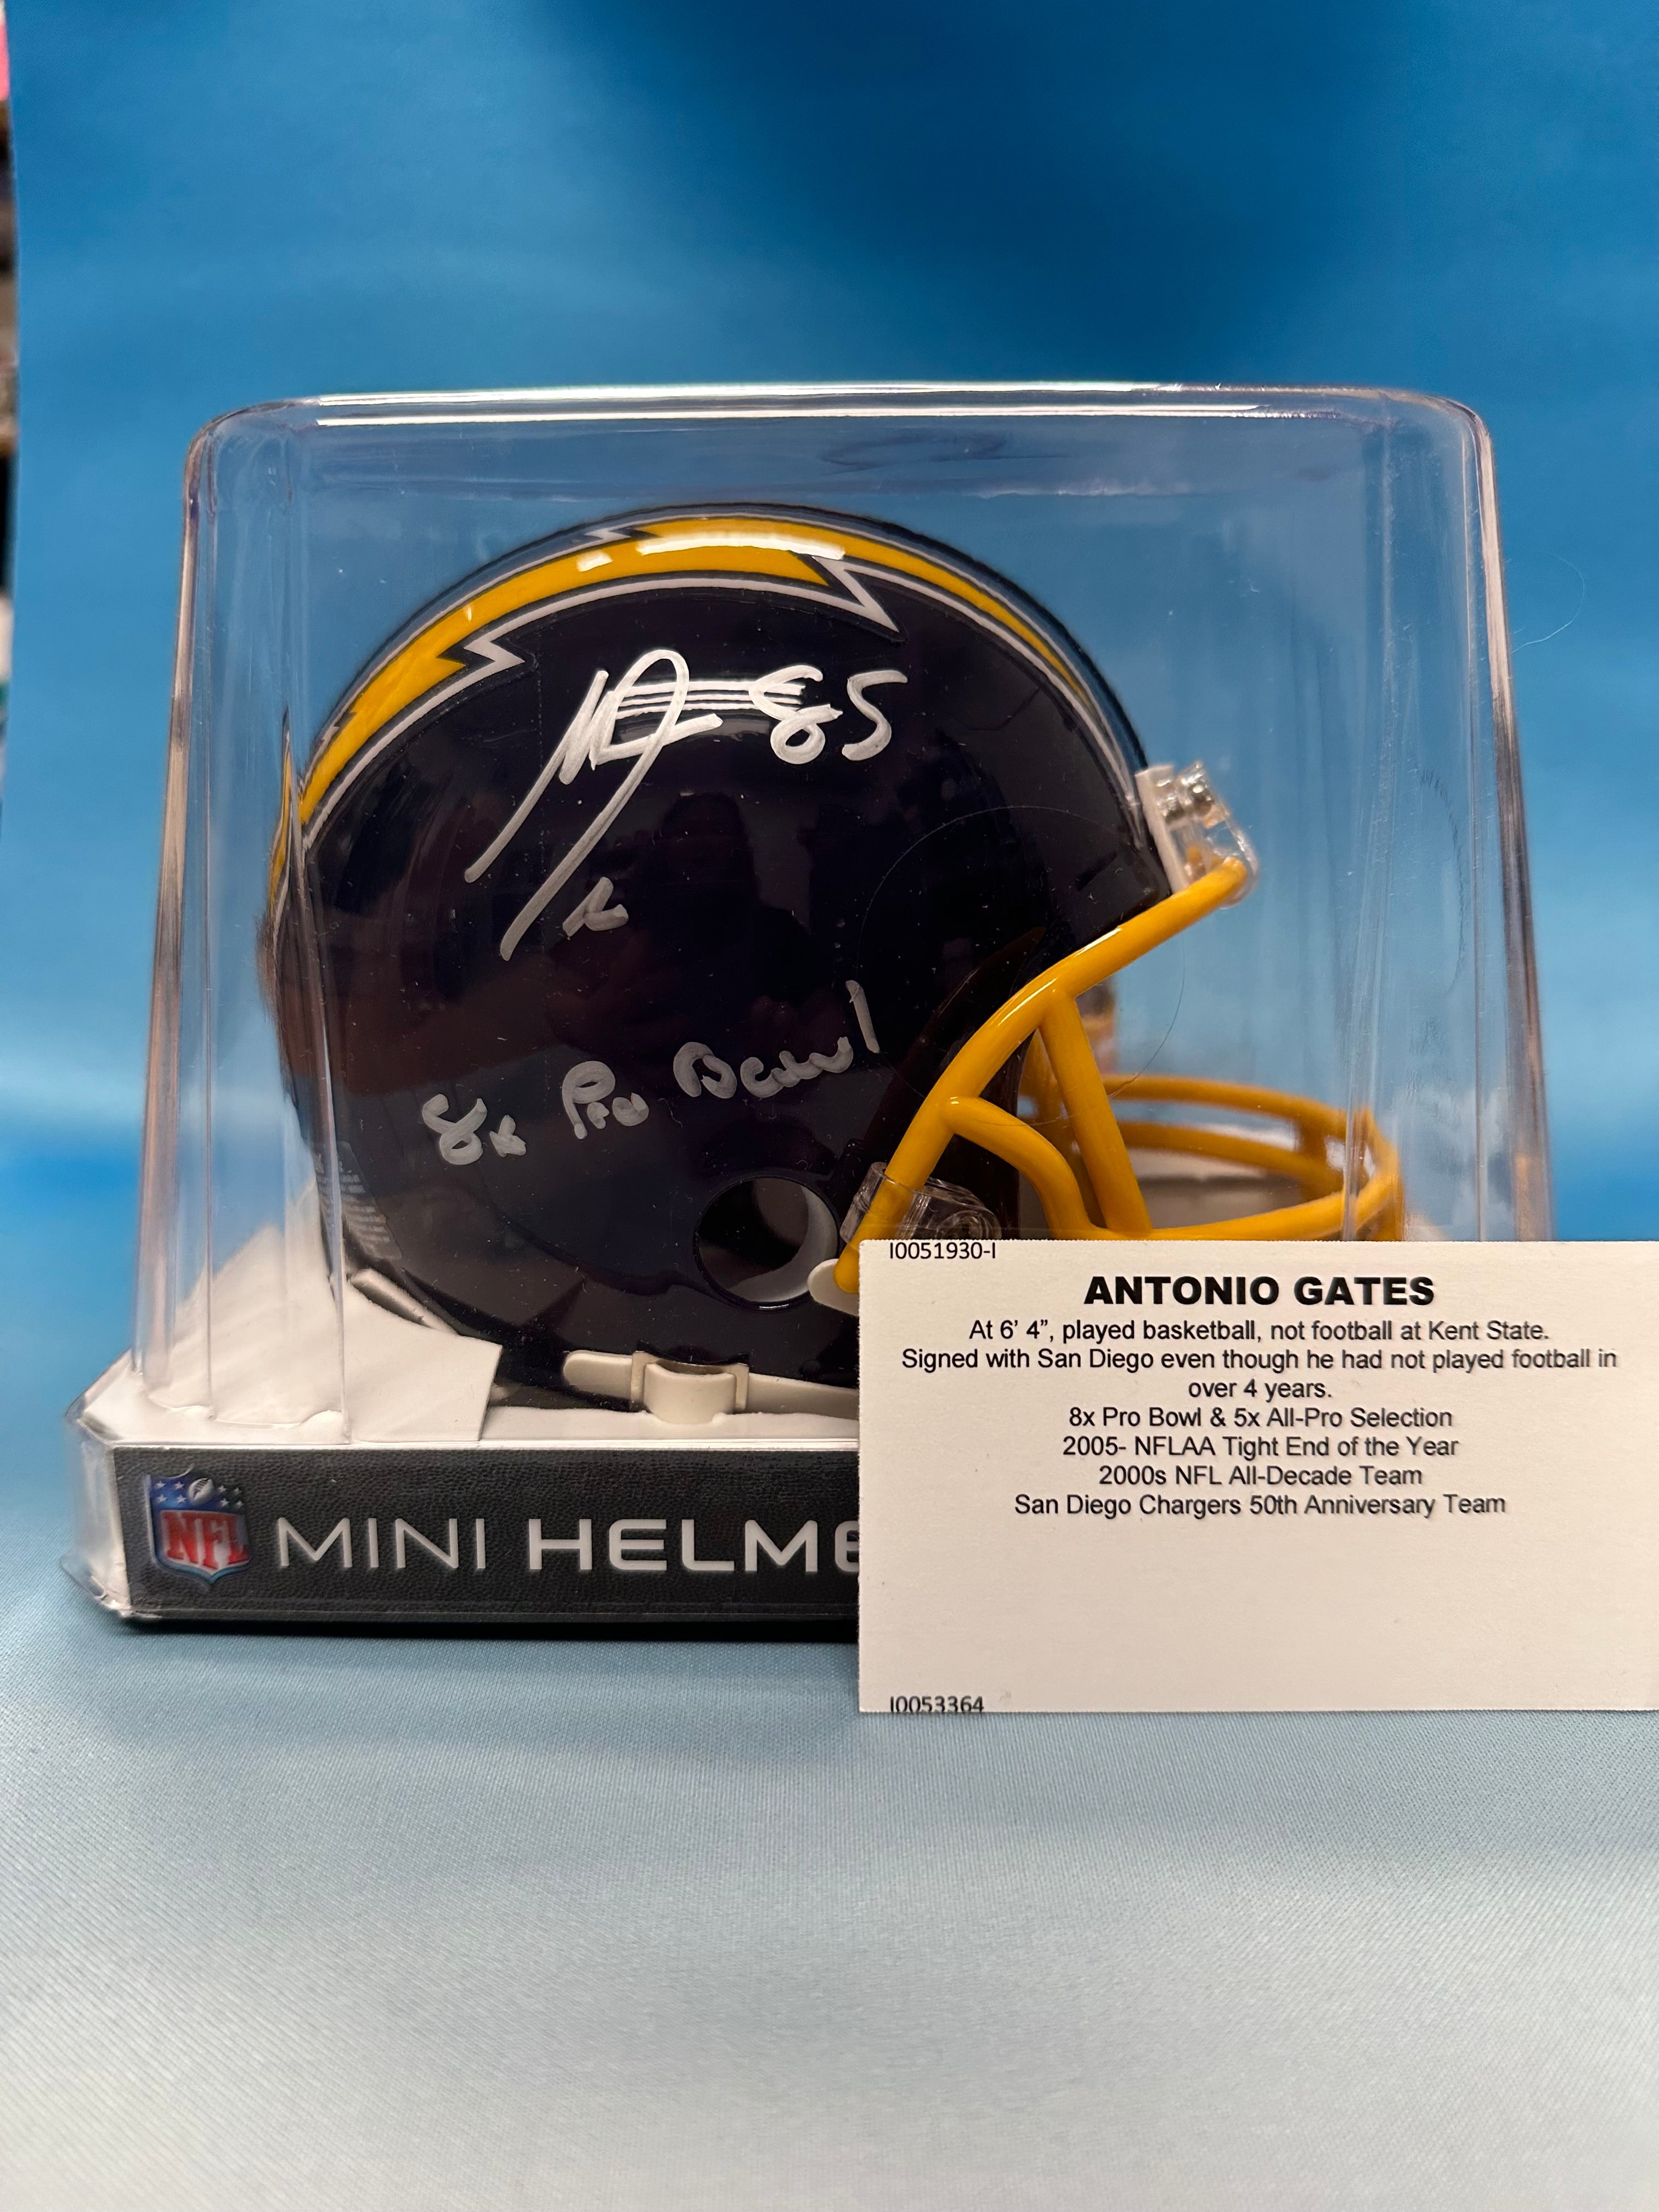 85
8x Pro Bowl
I0051930-I
ANTONIO GATES
At 6' 4”, played basketball, not football at Kent State.
Signed with San Diego even though he had not played football in
over 4 years.
8x Pro Bowl & 5x All-Pro Selection
2005- NFLAA Tight End of the Year
2000s NFL All-Decade Team
San Diego Chargers 50th Anniversary Team
NFL MINI HELME
I0053364